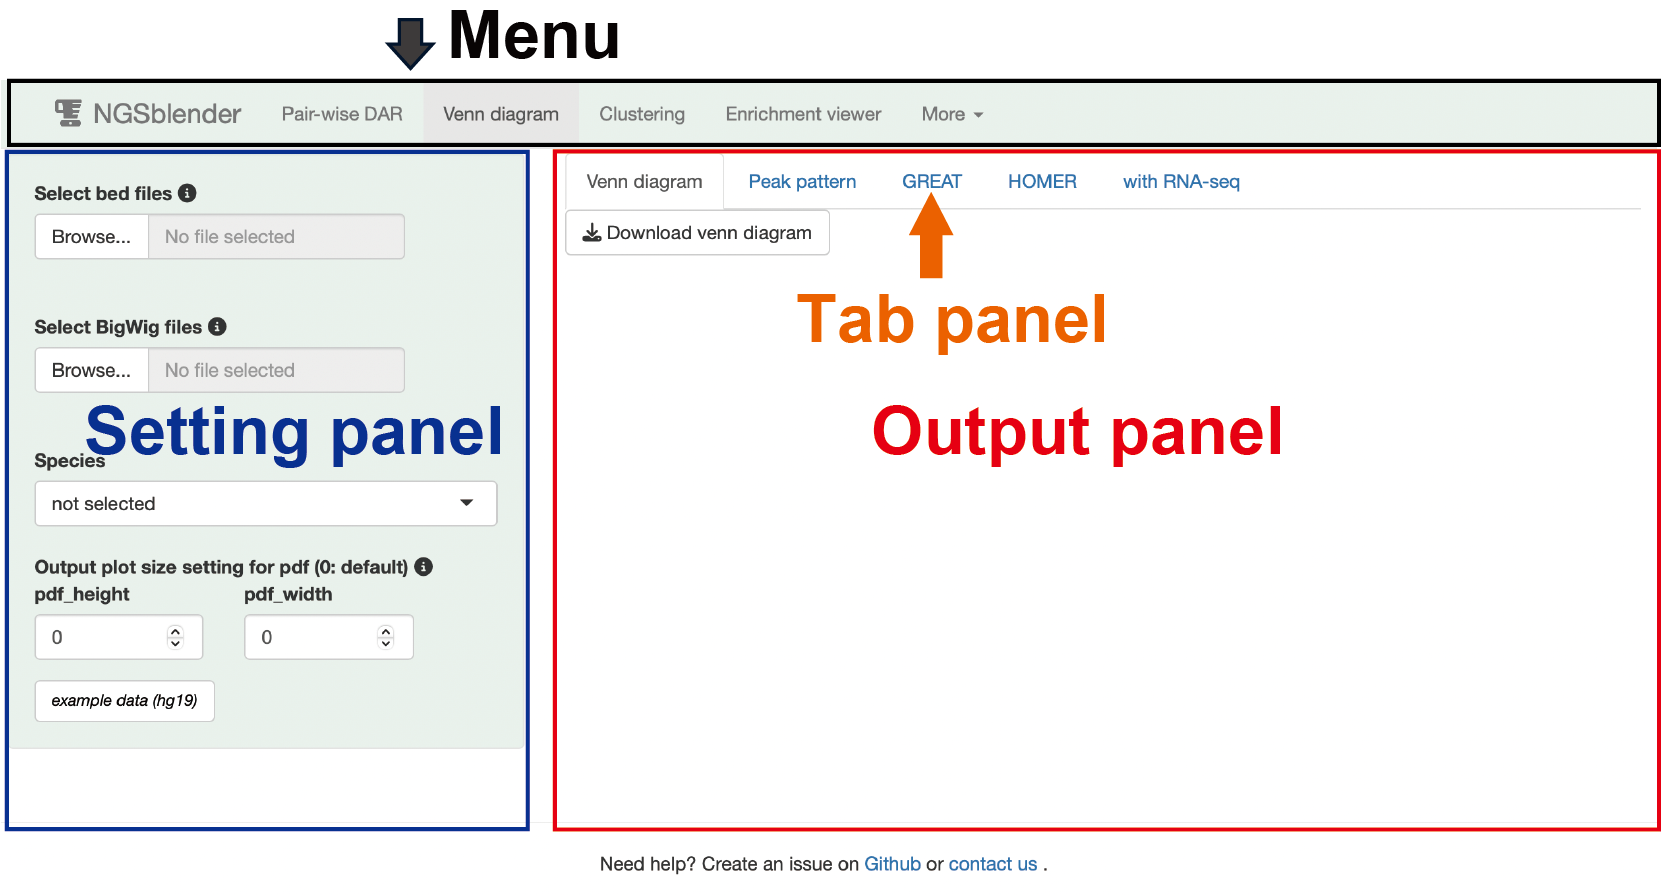 Menu
NGSblender Pair-wise DAR Venn diagram Clustering Enrichment viewer More
Select bed files
Browse... No file selected
Select BigWig files
Browse... No file selected
Setting panel
Species
not selected
Output plot size setting for pdf (0: default)
pdf_height pdf_width
0 0
example data (hg19)
Venn diagram Peak pattern GREAT HOMER with RNA-seq
Download venn diagram
Tab panel
Output panel
Need help? Create an issue on Github or contact us .